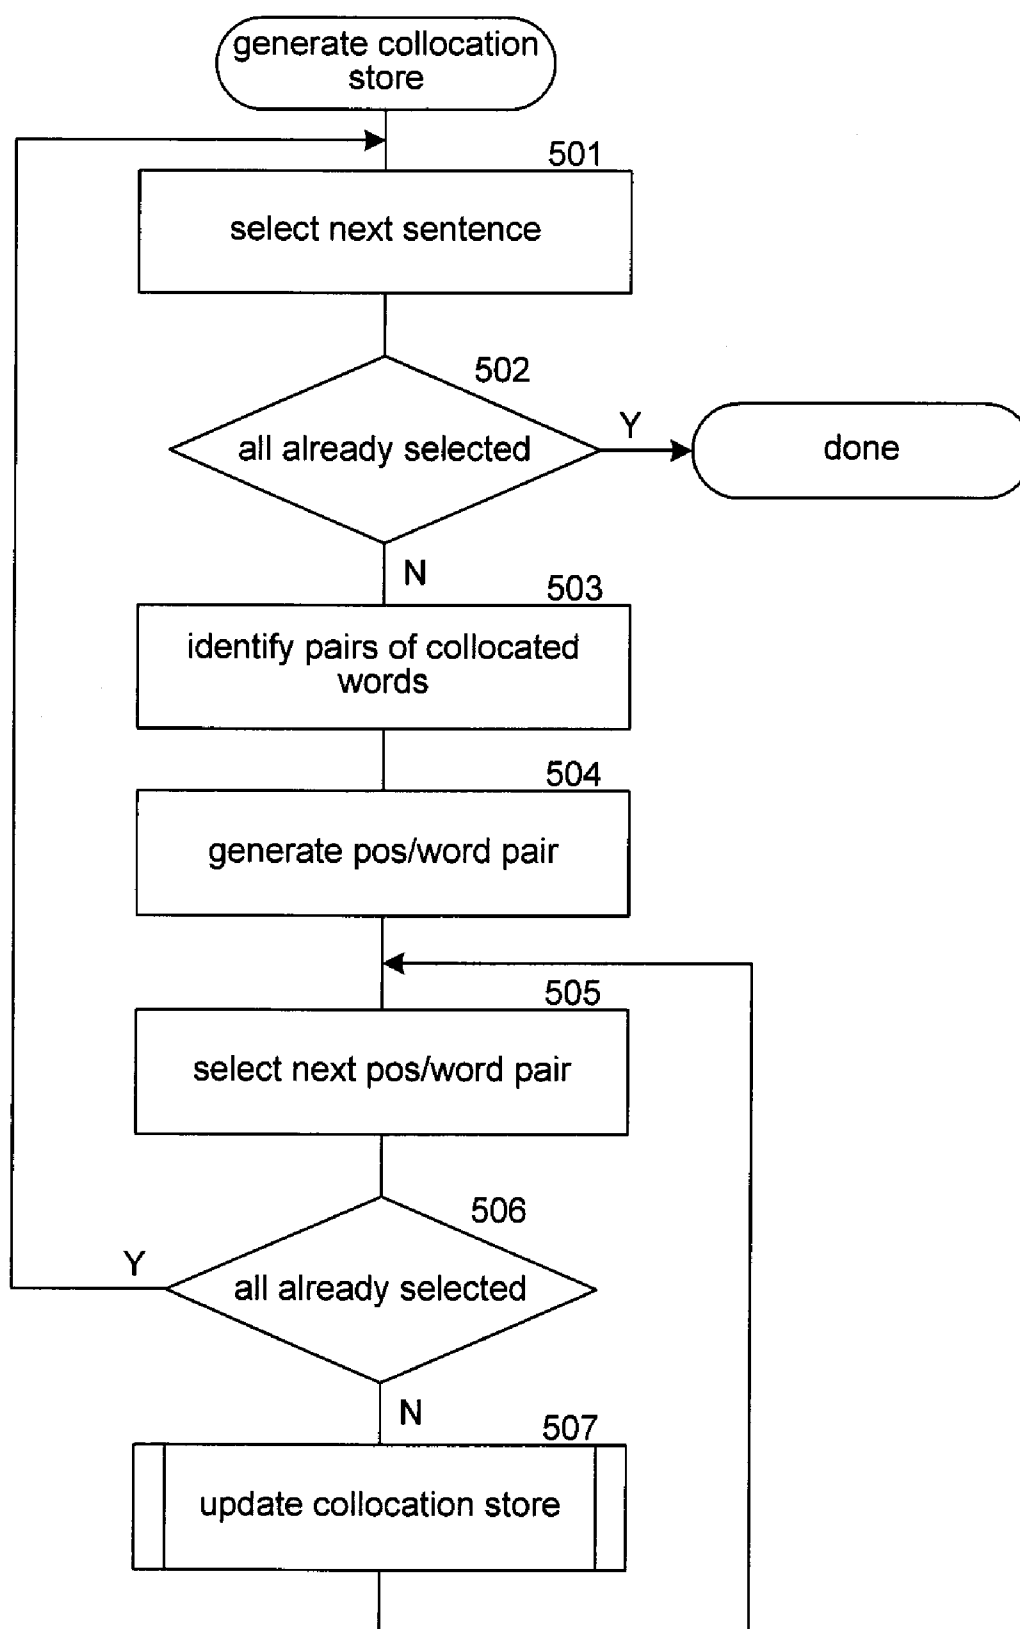 generate collocation
store
501
select next sentence
502
all already selected
Y
done
N
503
identify pairs of collocated
words
504
generate pos/word pair
505
select next pos/word pair
506
Y
all already selected
N
507
update collocation store